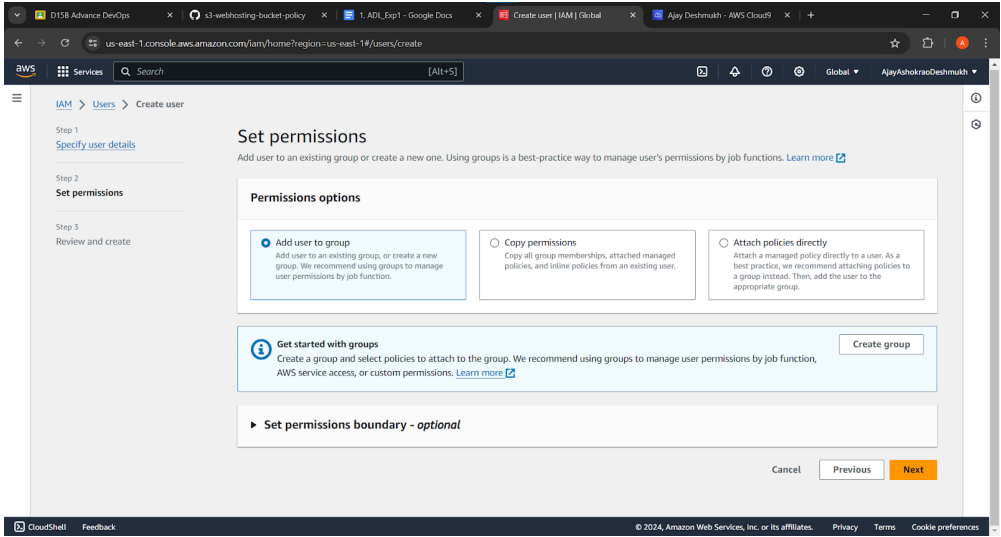 D15B Advance DevOps
s3-webhosting-bucket-policy
1. ADL_Exp1 - Google Docs
Create user | IAM | Global
Ajay Deshmukh - AWS Cloud9
us-east-1.console.aws.amazon.com/iam/home?region=us-east-1#/users/create
A
aws
Services
Search
[Alt+S]
Global
AjayAshokraoDeshmukh
IAM > Users > Create user
Step 1
Specify user details
Step 2
Set permissions
Step 3
Review and create
Set permissions
Add user to an existing group or create a new one. Using groups is a best-practice way to manage user's permissions by job functions. Learn more
Permissions options
Add user to group
Add user to an existing group, or create a new
group. We recommend using groups to manage
user permissions by job function.
Copy permissions
Copy all group memberships, attached managed
policies, and inline policies from an existing user.
Attach policies directly
Attach a managed policy directly to a user. As a
best practice, we recommend attaching policies to
a group instead. Then, add the user to the
appropriate group.
Get started with groups
Create a group and select policies to attach to the group. We recommend using groups to manage user permissions by job function,
AWS service access, or custom permissions. Learn more
Create group
Set permissions boundary - optional
Cancel
Previous
Next
CloudShell
Feedback
© 2024, Amazon Web Services, Inc. or its affiliates.
Privacy
Terms
Cookie preferences